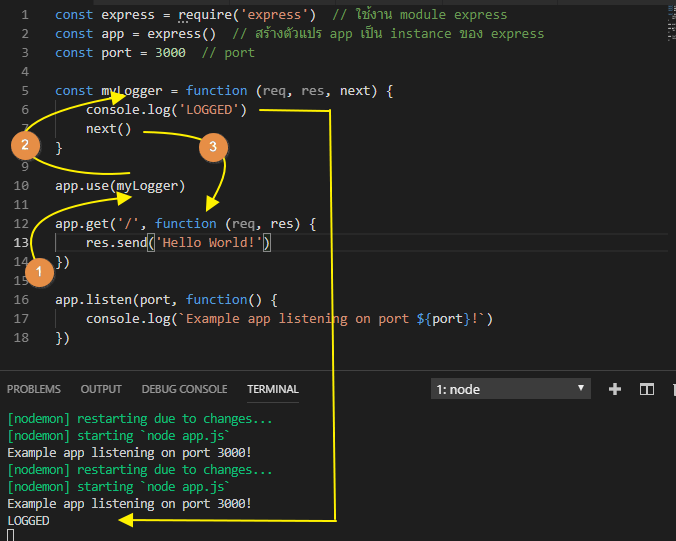 1 const express = require('express')  // ใช้งาน module express
2 const app = express()  // สร้างตัวแปร app เป็น instance ของ express
3 const port = 3000  // port
4
5 const myLogger = function (req, res, next) {
6     console.log('LOGGED')
7     next()
8 }
9
10 app.use(myLogger)
11
12 app.get('/', function (req, res) {
13     res.send('Hello World!')
14 })
15
16 app.listen(port, function() {
17     console.log(`Example app listening on port ${port}!`)
18 })
2
3
1
PROBLEMS OUTPUT DEBUG CONSOLE TERMINAL 1: node
[nodemon] restarting due to changes...
[nodemon] starting `node app.js`
Example app listening on port 3000!
[nodemon] restarting due to changes...
[nodemon] starting `node app.js`
Example app listening on port 3000!
LOGGED